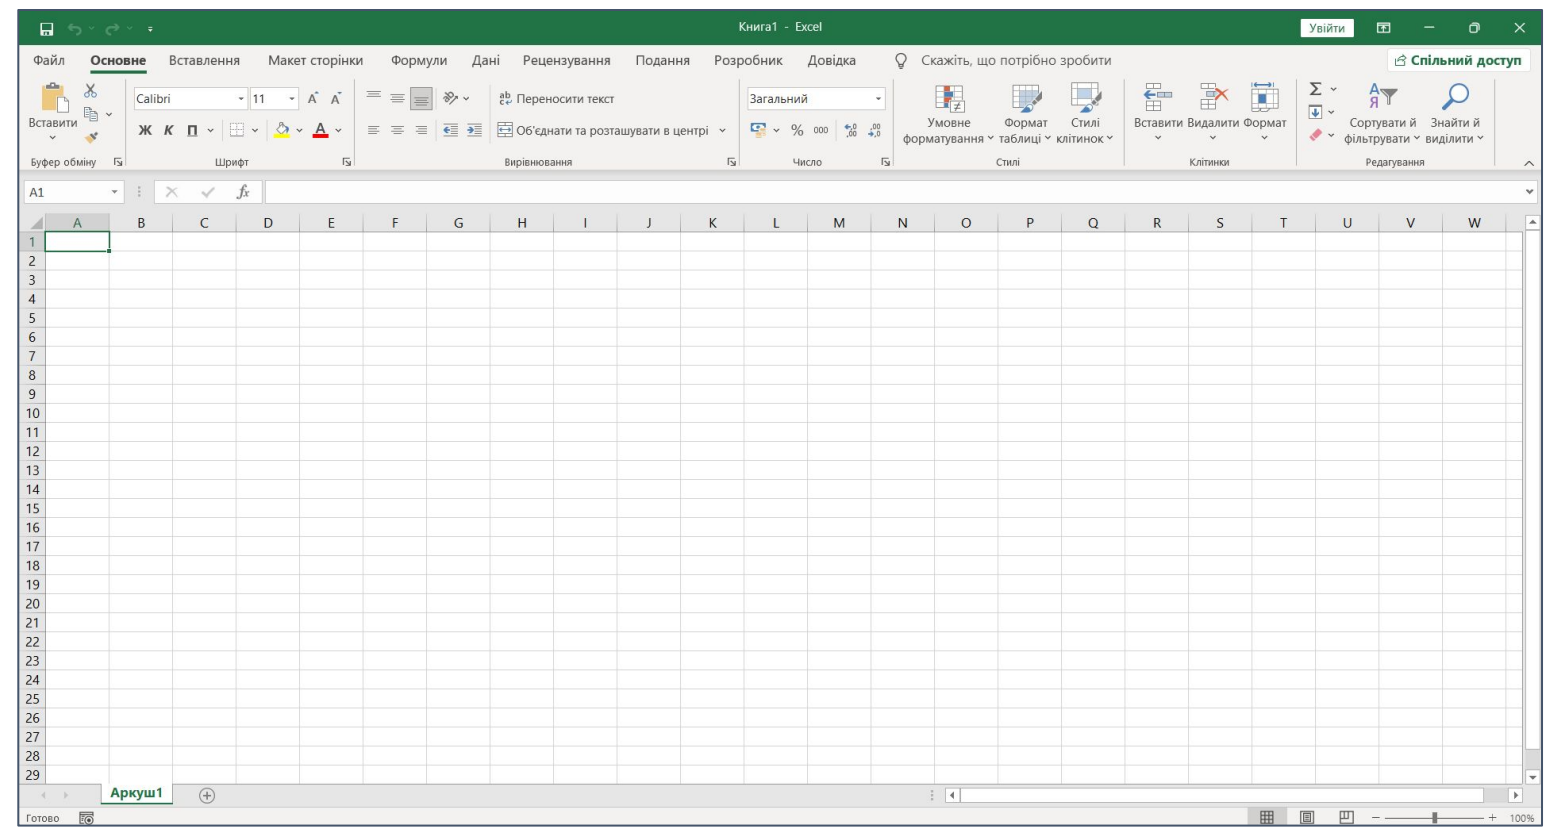 Книга1 - Excel
Увійти
Файл Основне Вставлення Макет сторінки Формули Дані Рецензування Подання Розробник Довідка Скажіть, що потрібно зробити Спільний доступ
Вставити
Calibri 11
Ж К П
A A
ab Переносити текст
Об'єднати та розташувати в центрі
Загальний
% 000 ,00 ,00 ,0
Умовне форматування
Формат таблиці
Стилі клітинок
Вставити Видалити Формат
Σ
А Я
Сортувати й фільтрувати
Знайти й виділити
Буфер обміну Шрифт Вирівнювання Число Стилі Клітинки Редагування
A1 fx
A B C D E F G H I J K L M N O P Q R S T U V W
1
2
3
4
5
6
7
8
9
10
11
12
13
14
15
16
17
18
19
20
21
22
23
24
25
26
27
28
29
Аркуш1
Готово 100%